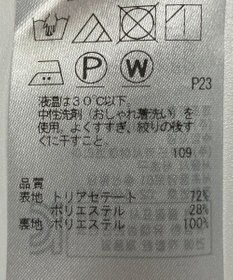 P
W
P23
液温は30℃以下、
中性洗剤（おしゃれ着洗い）を
使用。よくすすぎ、絞りの後す
ぐに干すこと。
109
品質
表地 トリアセテート 72%
ポリエステル 28%
裏地 ポリエステル 100%